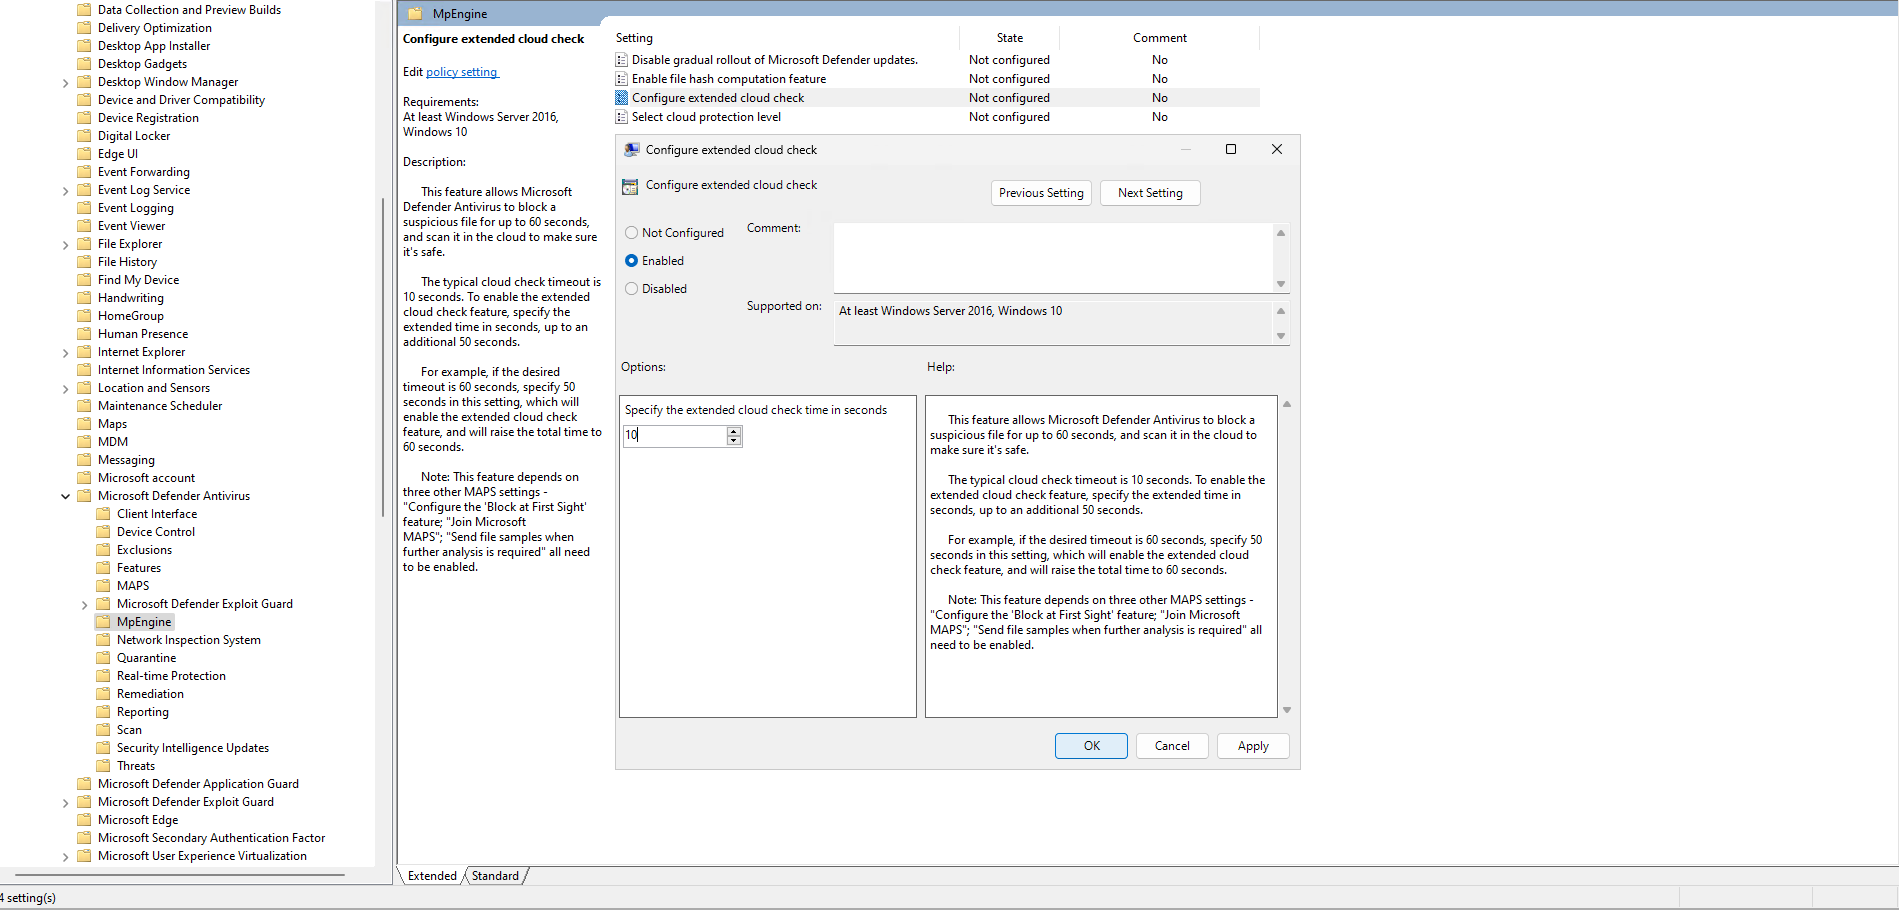 Data Collection and Preview Builds
Delivery Optimization
Desktop App Installer
Desktop Gadgets
Desktop Window Manager
Device and Driver Compatibility
Device Registration
Digital Locker
Edge UI
Event Forwarding
Event Log Service
Event Logging
Event Viewer
File Explorer
File History
Find My Device
Handwriting
HomeGroup
Human Presence
Internet Explorer
Internet Information Services
Location and Sensors
Maintenance Scheduler
Maps
MDM
Messaging
Microsoft account
Microsoft Defender Antivirus
Client Interface
Device Control
Exclusions
Features
MAPS
Microsoft Defender Exploit Guard
MpEngine
Network Inspection System
Quarantine
Real-time Protection
Remediation
Reporting
Scan
Security Intelligence Updates
Threats
Microsoft Defender Application Guard
Microsoft Defender Exploit Guard
Microsoft Edge
Microsoft Secondary Authentication Factor
Microsoft User Experience Virtualization
MpEngine
Configure extended cloud check
Edit policy setting
Requirements:
At least Windows Server 2016,
Windows 10
Description:
This feature allows Microsoft
Defender Antivirus to block a
suspicious file for up to 60 seconds,
and scan it in the cloud to make sure
it's safe.
The typical cloud check timeout is
10 seconds. To enable the extended
cloud check feature, specify the
extended time in seconds, up to an
additional 50 seconds.
For example, if the desired
timeout is 60 seconds, specify 50
seconds in this setting, which will
enable the extended cloud check
feature, and will raise the total time to
60 seconds.
Note: This feature depends on
three other MAPS settings -
"Configure the 'Block at First Sight'
feature; "Join Microsoft
MAPS"; "Send file samples when
further analysis is required" all need
to be enabled.
Setting State Comment
Disable gradual rollout of Microsoft Defender updates. Not configured No
Enable file hash computation feature Not configured No
Configure extended cloud check Not configured No
Select cloud protection level Not configured No
Configure extended cloud check
Configure extended cloud check
Previous Setting Next Setting
Not Configured
Enabled
Disabled
Comment:
Supported on:
At least Windows Server 2016, Windows 10
Options:
Help:
Specify the extended cloud check time in seconds
10
This feature allows Microsoft Defender Antivirus to block a
suspicious file for up to 60 seconds, and scan it in the cloud to
make sure it's safe.
The typical cloud check timeout is 10 seconds. To enable the
extended cloud check feature, specify the extended time in
seconds, up to an additional 50 seconds.
For example, if the desired timeout is 60 seconds, specify 50
seconds in this setting, which will enable the extended cloud
check feature, and will raise the total time to 60 seconds.
Note: This feature depends on three other MAPS settings -
"Configure the 'Block at First Sight' feature; "Join Microsoft
MAPS"; "Send file samples when further analysis is required" all
need to be enabled.
OK Cancel Apply
Extended Standard
4 setting(s)